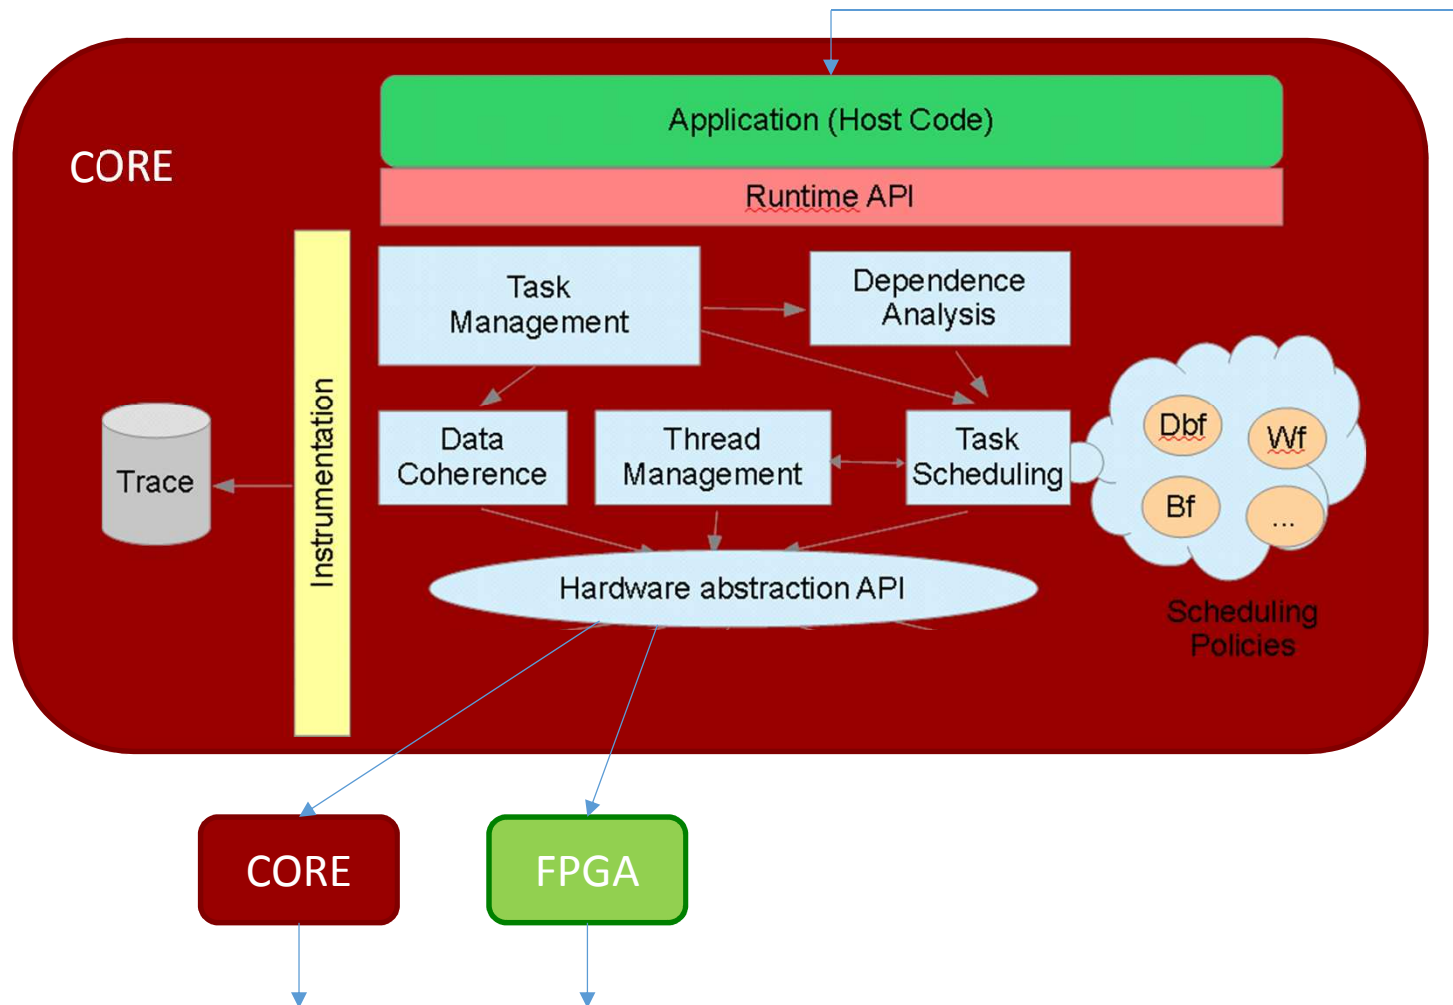 Application (Host Code)
CORE
Runtime API
Task
Management
Dependence
Analysis
Instrumentation
Trace
Data
Coherence
Thread
Management
Task
Scheduling
Dbf
Wf
Bf
...
Hardware abstraction API
Scheduling
Policies
CORE
FPGA